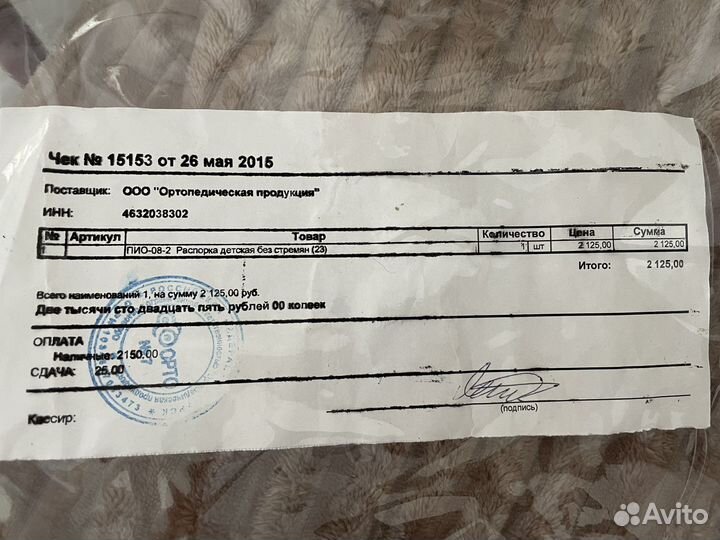 Чек № 15153 от 26 мая 2015
Поставщик: ООО "Ортопедическая продукция"
ИНН: 4632038302
№ Артикул Товар Количество Цена Сумма
1 ПИО-08-2 Распорка детская без стремян (23) 1 шт 2 125,00 2 125,00
Итого: 2 125,00
Всего наименований 1, на сумму 2 125,00 руб.
Две тысячи сто двадцать пять рублей 00 копеек
ОПЛАТА
Наличные: 2150.00
СДАЧА: 25.00
ОРТО
№7
Кассир:
(подпись)
Avito